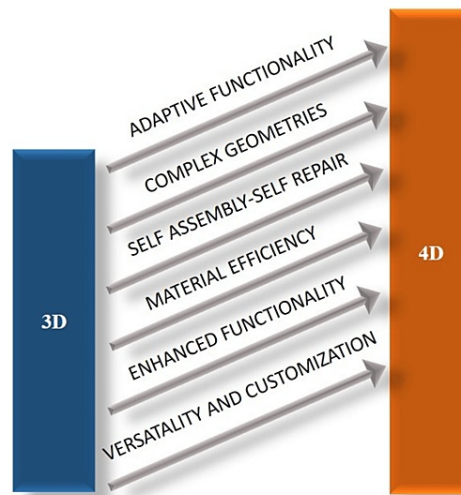 ADAPTIVE FUNCTIONALITY
COMPLEX GEOMETRIES
SELF ASSEMBLY-SELF REPAIR
MATERIAL EFFICIENCY
ENHANCED FUNCTIONALITY
VERSATALITY AND CUSTOMIZATION
3D
4D